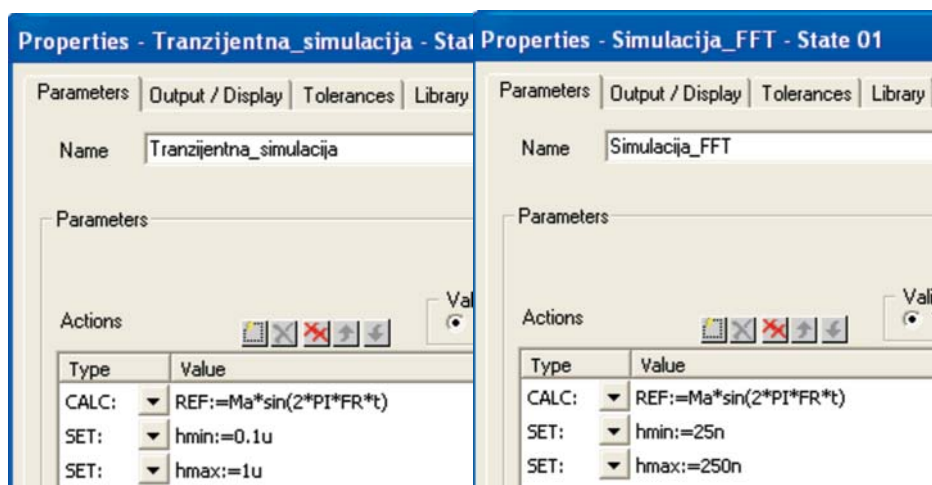 Properties - Tranzijentna_simulacija - Stat
Parameters Output / Display Tolerances Library
Name Tranzijentna_simulacija
Parameters
Actions
Val
Type Value
CALC: REF:=Ma*sin(2*PI*FR*t)
SET: hmin:=0.1u
SET: hmax:=1u
Properties - Simulacija_FFT - State 01
Parameters Output / Display Tolerances Library
Name Simulacija_FFT
Parameters
Actions
Vali
Type Value
CALC: REF:=Ma*sin(2*PI*FR*t)
SET: hmin:=25n
SET: hmax:=250n